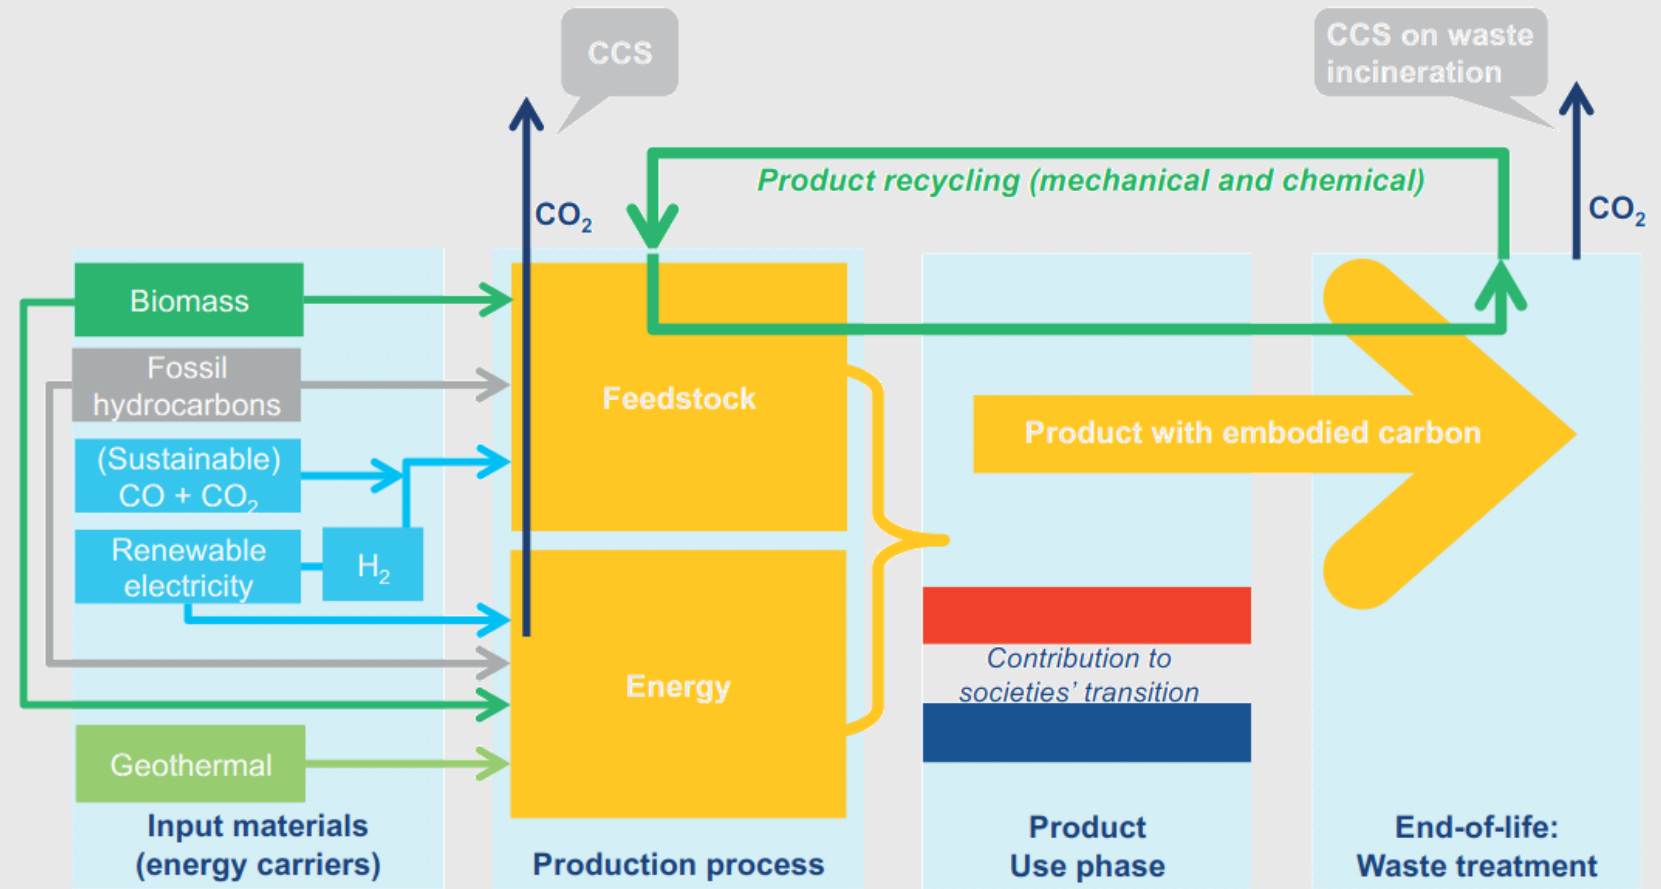 CCS
CCS on waste
incineration
CO₂
Product recycling (mechanical and chemical)
CO₂
Biomass
Fossil
hydrocarbons
(Sustainable)
CO + CO₂
Renewable
electricity
H₂
Geothermal
Feedstock
Energy
Product with embodied carbon
Contribution to
societies’ transition
Input materials
(energy carriers)
Production process
Product
Use phase
End-of-life:
Waste treatment